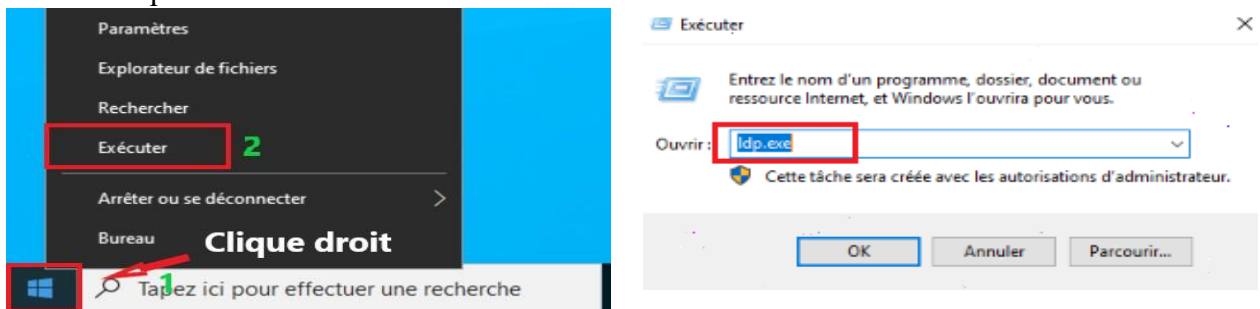 Paramètres
Explorateur de fichiers
Rechercher
Exécuter 2
Arrêter ou se déconnecter
Bureau Clique droit
1 Tapez ici pour effectuer une recherche
Exécuter
Entrez le nom d'un programme, dossier, document ou
ressource Internet, et Windows l'ouvrira pour vous.
Ouvrir : ldp.exe
Cette tâche sera créée avec les autorisations d'administrateur.
OK Annuler Parcourir...